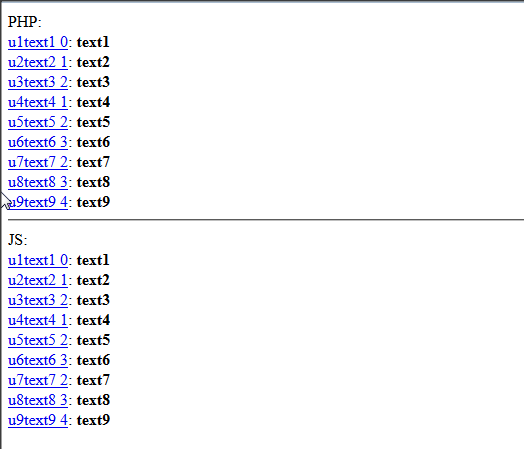 PHP:
u1text1 0: text1
u2text2 1: text2
u3text3 2: text3
u4text4 1: text4
u5text5 2: text5
u6text6 3: text6
u7text7 2: text7
u8text8 3: text8
u9text9 4: text9
JS:
u1text1 0: text1
u2text2 1: text2
u3text3 2: text3
u4text4 1: text4
u5text5 2: text5
u6text6 3: text6
u7text7 2: text7
u8text8 3: text8
u9text9 4: text9